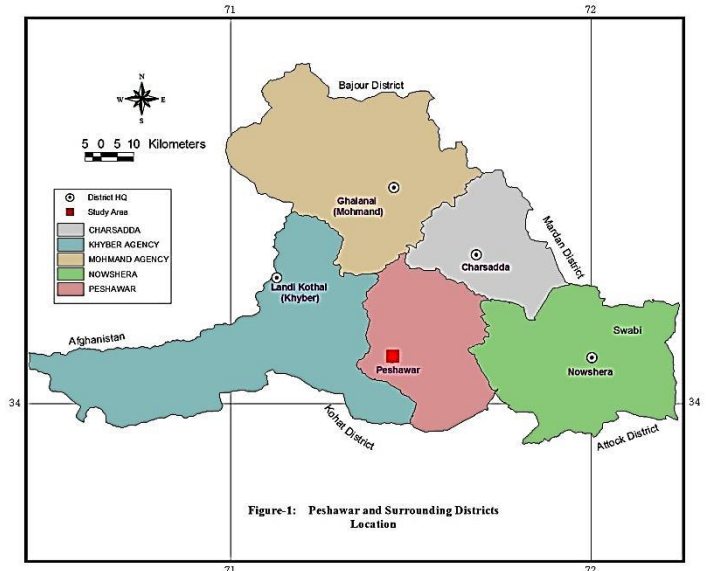 71
72
N
W E
S
5 0 5 10 Kilometers
Bajour District
Ghalanai
(Mohmand)
District HQ
Study Area
CHARSADDA
KHYBER AGENCY
MOHMAND AGENCY
NOWSHERA
PESHAWAR
Mardan District
Charsadda
Landi Kothal
(Khyber)
Afghanistan
Swabi
Peshawar
Nowshera
34
34
Kohat District
Attock District
Figure-1: Peshawar and Surrounding Districts
Location
71
72